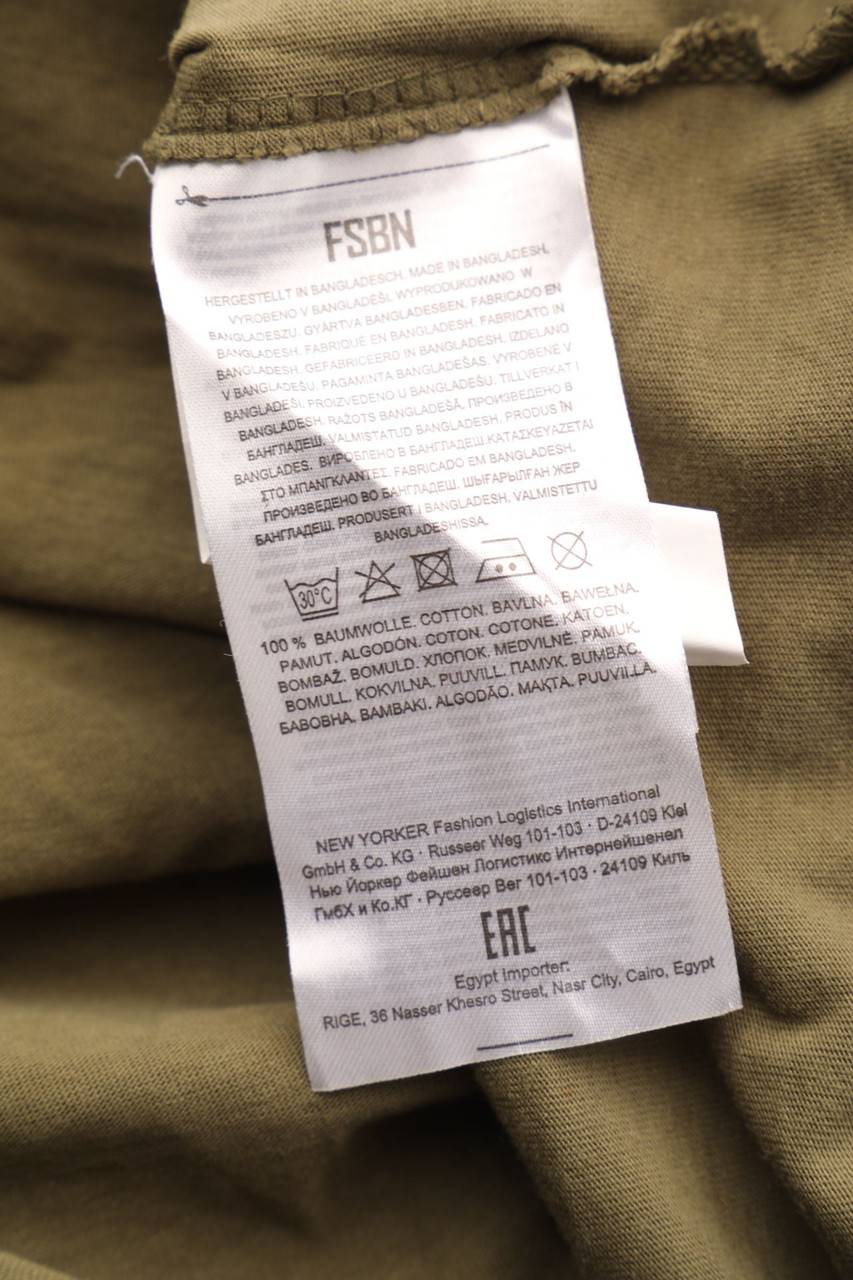 FSBN
HERGESTELLT IN BANGLADESCH. MADE IN BANGLADESH.
VYROBENO V BANGLADÉŠI. WYPRODUKOWANO W
BANGLADESZU. GYÁRTVA BANGLADESBEN. FABRICADO EN
BANGLADESH. FABRIQUÉ EN BANGLADESH. FABRICATO IN
BANGLADESH. GEFABRICEERD IN BANGLADESH. IZDELANO
V BANGLADEŠU. PAGAMINTA BANGLADEŠAS. VYROBENÉ V
BANGLADÉŠI. PROIZVEDENO U BANGLADEŠU. TILLVERKAT I
BANGLADESH. RAŽOTS BANGLADEŠĀ. ПРОИЗВЕДЕНО В
БАНГЛАДЕШ. VALMISTATUD BANGLADESH. PRODUS ÎN
BANGLADES. ВИРОБЛЕНО В БАНГЛАДЕШ.ΚΑΤΑΣΚΕΥΑΖΕΤΑΙ
ΣΤΟ ΜΠΑΝΓΚΛΑΝΤΕΣ. FABRICADO EM BANGLADESH.
ПРОИЗВЕДЕНО ВО БАНГЛАДЕШ. ШЫҒАРЫЛҒАН ЖЕР
БАНГЛАДЕШ. PRODUSERT I BANGLADESH. VALMISTETTU
BANGLADESHISSA.
30°C
100 % BAUMWOLLE. COTTON. BAVLNA. BAWEŁNA.
PAMUT. ALGODÓN. COTON. COTONE. KATOEN.
BOMBAŽ. BOMULD. ХЛОПОК. MEDVILNĖ. PAMUK.
BOMULL. KOKVILNA. PUUVILL. ПАМУК. BUMBAC.
БАВОВНА. BAMBAKI. ALGODÃO. МАҚТА. PUUVILLA.
NEW YORKER Fashion Logistics International
GmbH & Co. KG · Russeer Weg 101-103 · D-24109 Kiel
Нью Йоркер Фейшен Логистикс Интернейшенел
ГмбХ и Ко.КГ · Руссеер Вег 101-103 · 24109 Киль
EAC
Egypt Importer:
RIGE, 36 Nasser Khesro Street, Nasr City, Cairo, Egypt